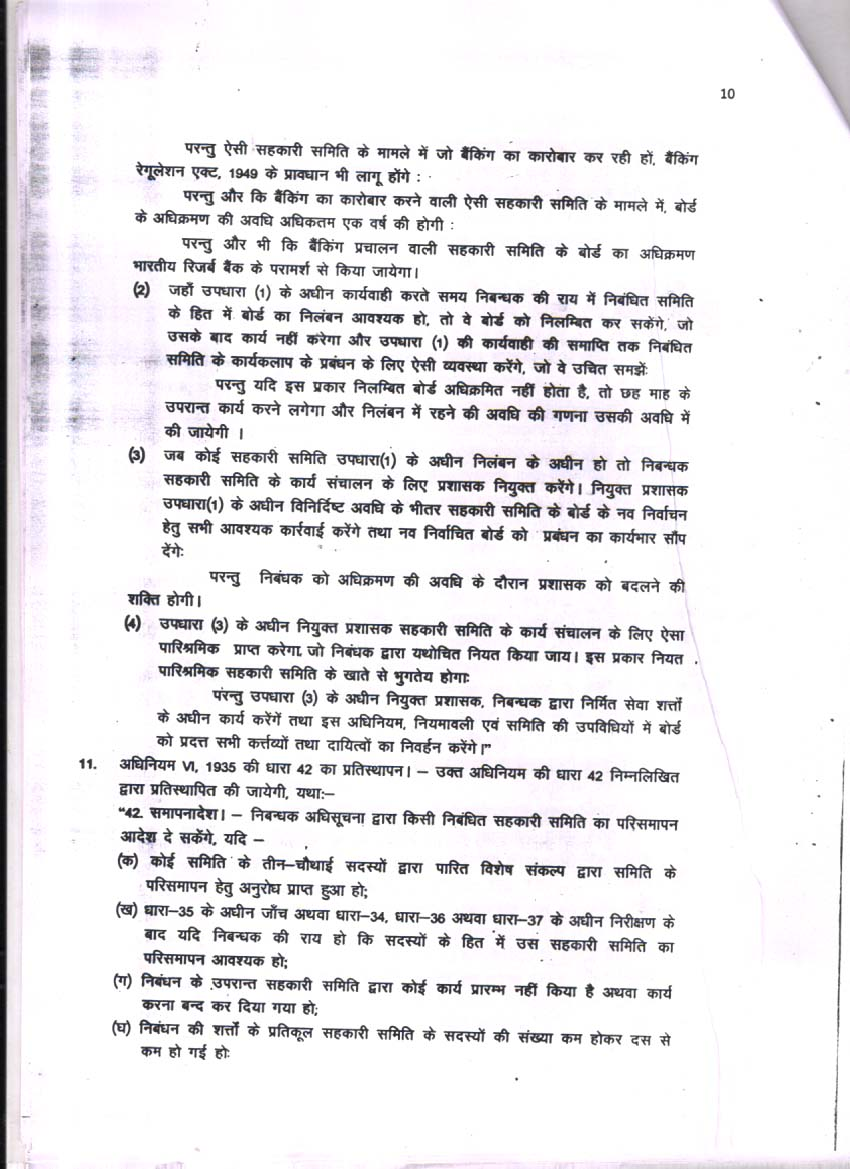 10
परन्तु ऐसी सहकारी समिति के मामले में जो बैंकिंग का कारोबार कर रही हों, बैंकिंग
रेगूलेशन एक्ट, 1949 के प्रावधान भी लागू होंगे :
परन्तु और कि बैंकिंग का कारोबार करने वाली ऐसी सहकारी समिति के मामले में, बोर्ड
के अधिक्रमण की अवधि अधिकतम एक वर्ष की होगी :
परन्तु और भी कि बैंकिंग प्रचालन वाली सहकारी समिति के बोर्ड का अधिक्रमण
भारतीय रिजर्ब बैंक के परामर्श से किया जायेगा।
(2) जहाँ उपधारा (1) के अधीन कार्यवाही करते समय निबन्धक की राय में निबंधित समिति
के हित में बोर्ड का निलंबन आवश्यक हो, तो वे बोर्ड को निलम्बित कर सकेंगे, जो
उसके बाद कार्य नहीं करेगा और उपधारा (1) की कार्यवाही की समाप्ति तक निबंधित
समिति के कार्यकलाप के प्रबंधन के लिए ऐसी व्यवस्था करेंगे, जो वे उचित समझेंः
परन्तु यदि इस प्रकार निलम्बित बोर्ड अधिक्रमित नहीं होता है, तो छह माह के
उपरान्त कार्य करने लगेगा और निलंबन में रहने की अवधि की गणना उसकी अवधि में
की जायेगी ।
(3) जब कोई सहकारी समिति उपधारा(1) के अधीन निलंबन के अधीन हो तो निबन्धक
सहकारी समिति के कार्य संचालन के लिए प्रशासक नियुक्त करेंगे। नियुक्त प्रशासक
उपधारा(1) के अधीन विनिर्दिष्ट अवधि के भीतर सहकारी समिति के बोर्ड के नव निर्वाचन
हेतु सभी आवश्यक कार्रवाई करेंगे तथा नव निर्वाचित बोर्ड को प्रबंधन का कार्यभार सौप
देंगेः
परन्तु निबंधक को अधिक्रमण की अवधि के दौरान प्रशासक को बदलने की
शक्ति होगी।
(4) उपधारा (3) के अधीन नियुक्त प्रशासक सहकारी समिति के कार्य संचालन के लिए ऐसा
पारिश्रमिक प्राप्त करेगा, जो निबंधक द्वारा यथोचित नियत किया जाय। इस प्रकार नियत
पारिश्रमिक सहकारी समिति के खाते से भुगतेय होगाः
परन्तु उपधारा (3) के अधीन नियुक्त प्रशासक, निबन्धक द्वारा निर्मित सेवा शर्त्तों
के अधीन कार्य करेंगें तथा इस अधिनियम, नियमावली एवं समिति की उपविधियों में बोर्ड
को प्रदत्त सभी कर्त्तव्यों तथा दायित्वों का निवर्हन करेंगे।"
11. अधिनियम VI, 1935 की धारा 42 का प्रतिस्थापन। – उक्त अधिनियम की धारा 42 निम्नलिखित
द्वारा प्रतिस्थापित की जायेगी, यथाः–
"42. समापनादेश। – निबन्धक अधिसूचना द्वारा किसी निबंधित सहकारी समिति का परिसमापन
आदेश दे सकेंगे, यदि –
(क) कोई समिति के तीन–चौथाई सदस्यों द्वारा पारित विशेष संकल्प द्वारा समिति के
परिसमापन हेतु अनुरोध प्राप्त हुआ हो;
(ख) धारा–35 के अधीन जाँच अथवा धारा–34, धारा–36 अथवा धारा–37 के अधीन निरीक्षण के
बाद यदि निबन्धक की राय हो कि सदस्यों के हित में उस सहकारी समिति का
परिसमापन आवश्यक हो;
(ग) निबंधन के उपरान्त सहकारी समिति द्वारा कोई कार्य प्रारम्भ नहीं किया है अथवा कार्य
करना बन्द कर दिया गया हो;
(घ) निबंधन की शर्त्तों के प्रतिकूल सहकारी समिति के सदस्यों की संख्या कम होकर दस से
कम हो गई होः